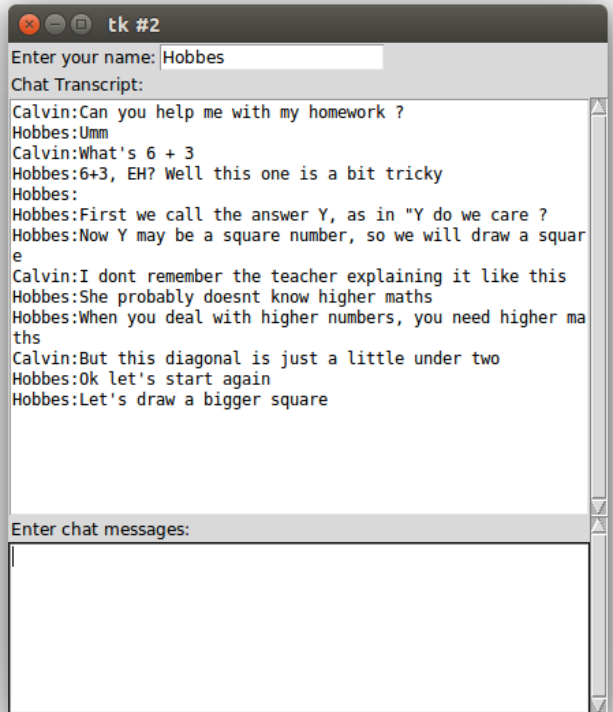 tk #2
Enter your name: Hobbes
Chat Transcript:
Calvin:Can you help me with my homework ?
Hobbes:Umm
Calvin:What's 6 + 3
Hobbes:6+3, EH? Well this one is a bit tricky
Hobbes:
Hobbes:First we call the answer Y, as in "Y do we care ?
Hobbes:Now Y may be a square number, so we will draw a squar
e
Calvin:I dont remember the teacher explaining it like this
Hobbes:She probably doesnt know higher maths
Hobbes:When you deal with higher numbers, you need higher ma
ths
Calvin:But this diagonal is just a little under two
Hobbes:Ok let's start again
Hobbes:Let's draw a bigger square
Enter chat messages: